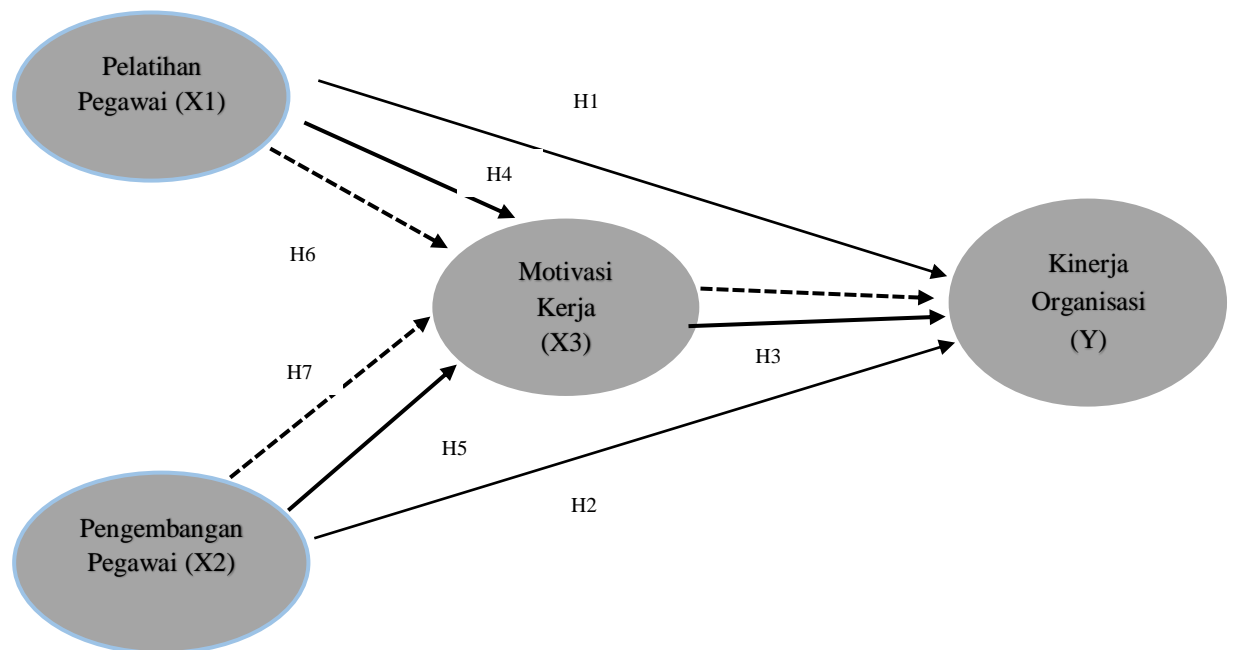 Pelatihan
Pegawai (X1)
H1
H4
H6
Motivasi
Kerja
(X3)
Kinerja
Organisasi
(Y)
H3
H7
H5
H2
Pengembangan
Pegawai (X2)